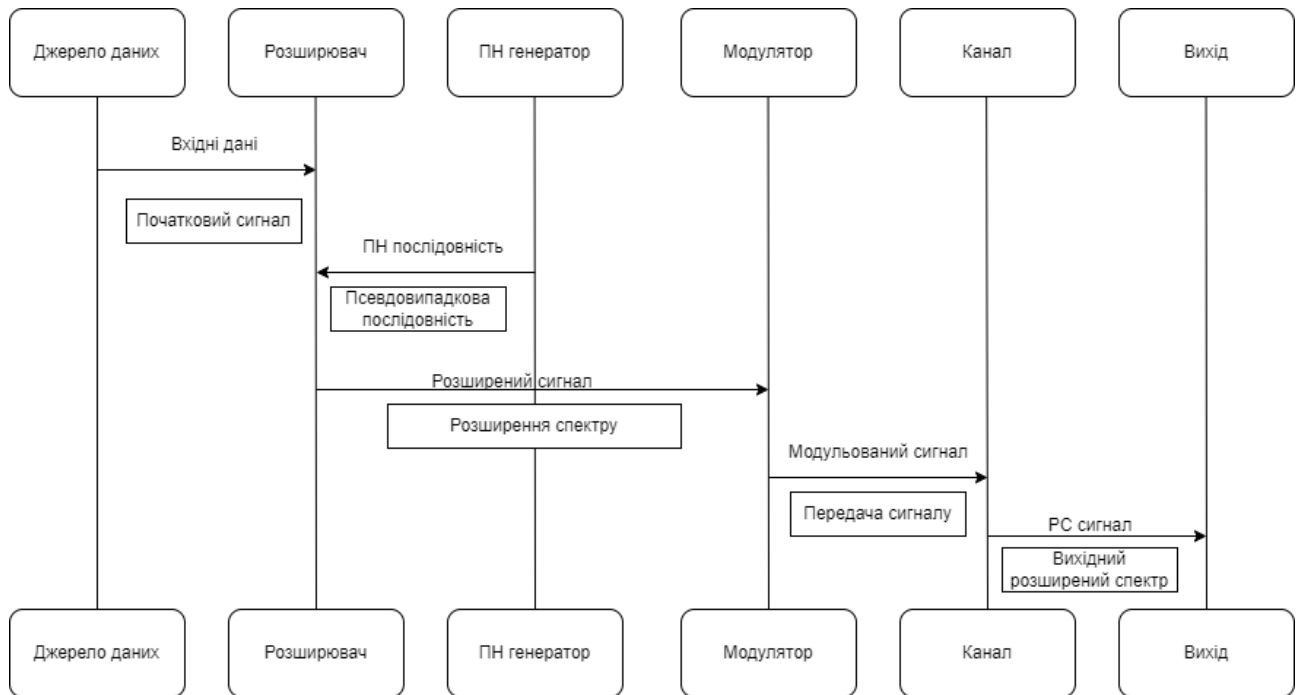 Джерело даних
Розширювач
ПН генератор
Модулятор
Канал
Вихід
Вхідні дані
Початковий сигнал
ПН послідовність
Псевдовипадкова
послідовність
Розширений сигнал
Розширення спектру
Модульований сигнал
Передача сигналу
РС сигнал
Вихідний
розширений спектр
Джерело даних
Розширювач
ПН генератор
Модулятор
Канал
Вихід